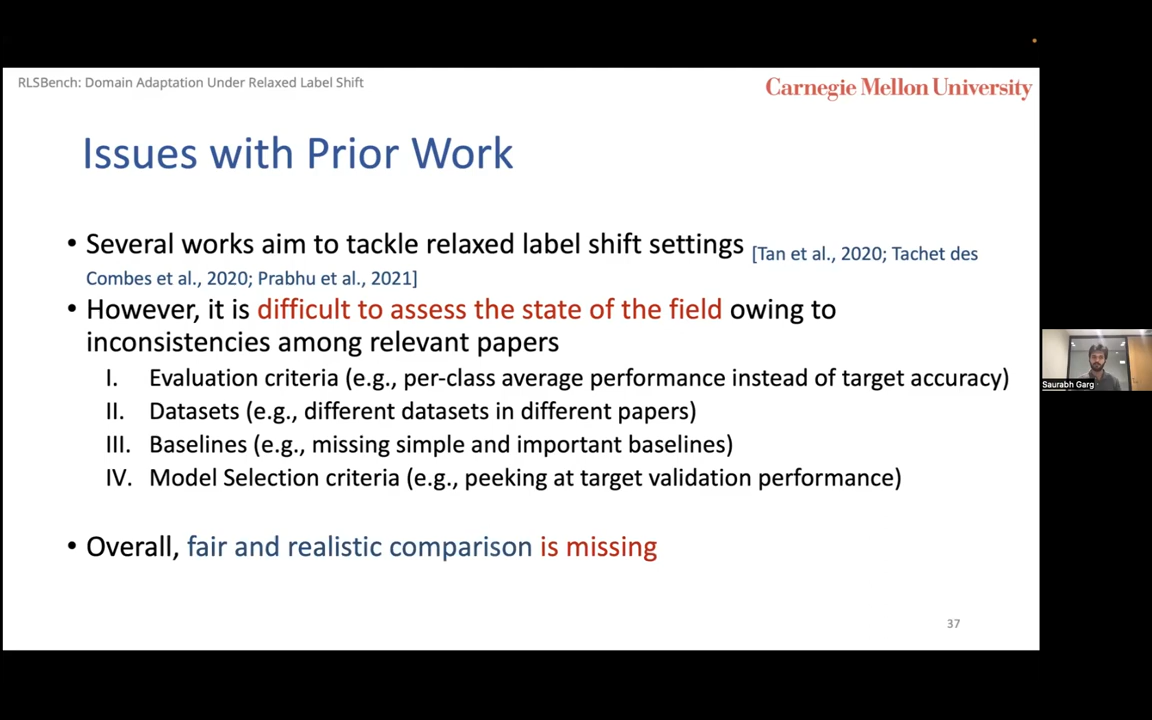 RLSBench: Domain Adaptation Under Relaxed Label Shift
Carnegie Mellon University
Issues with Prior Work
• Several works aim to tackle relaxed label shift settings [Tan et al., 2020; Tachet des
Combes et al., 2020; Prabhu et al., 2021]
• However, it is difficult to assess the state of the field owing to
inconsistencies among relevant papers
I. Evaluation criteria (e.g., per-class average performance instead of target accuracy)
II. Datasets (e.g., different datasets in different papers)
III. Baselines (e.g., missing simple and important baselines)
IV. Model Selection criteria (e.g., peeking at target validation performance)
• Overall, fair and realistic comparison is missing
37
Saurabh Garg